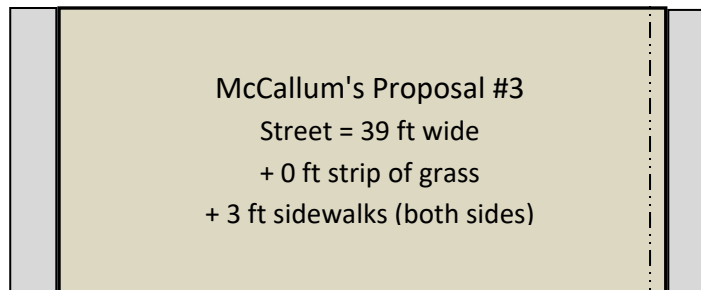 McCallum's Proposal #3
Street = 39 ft wide
+ 0 ft strip of grass
+ 3 ft sidewalks (both sides)